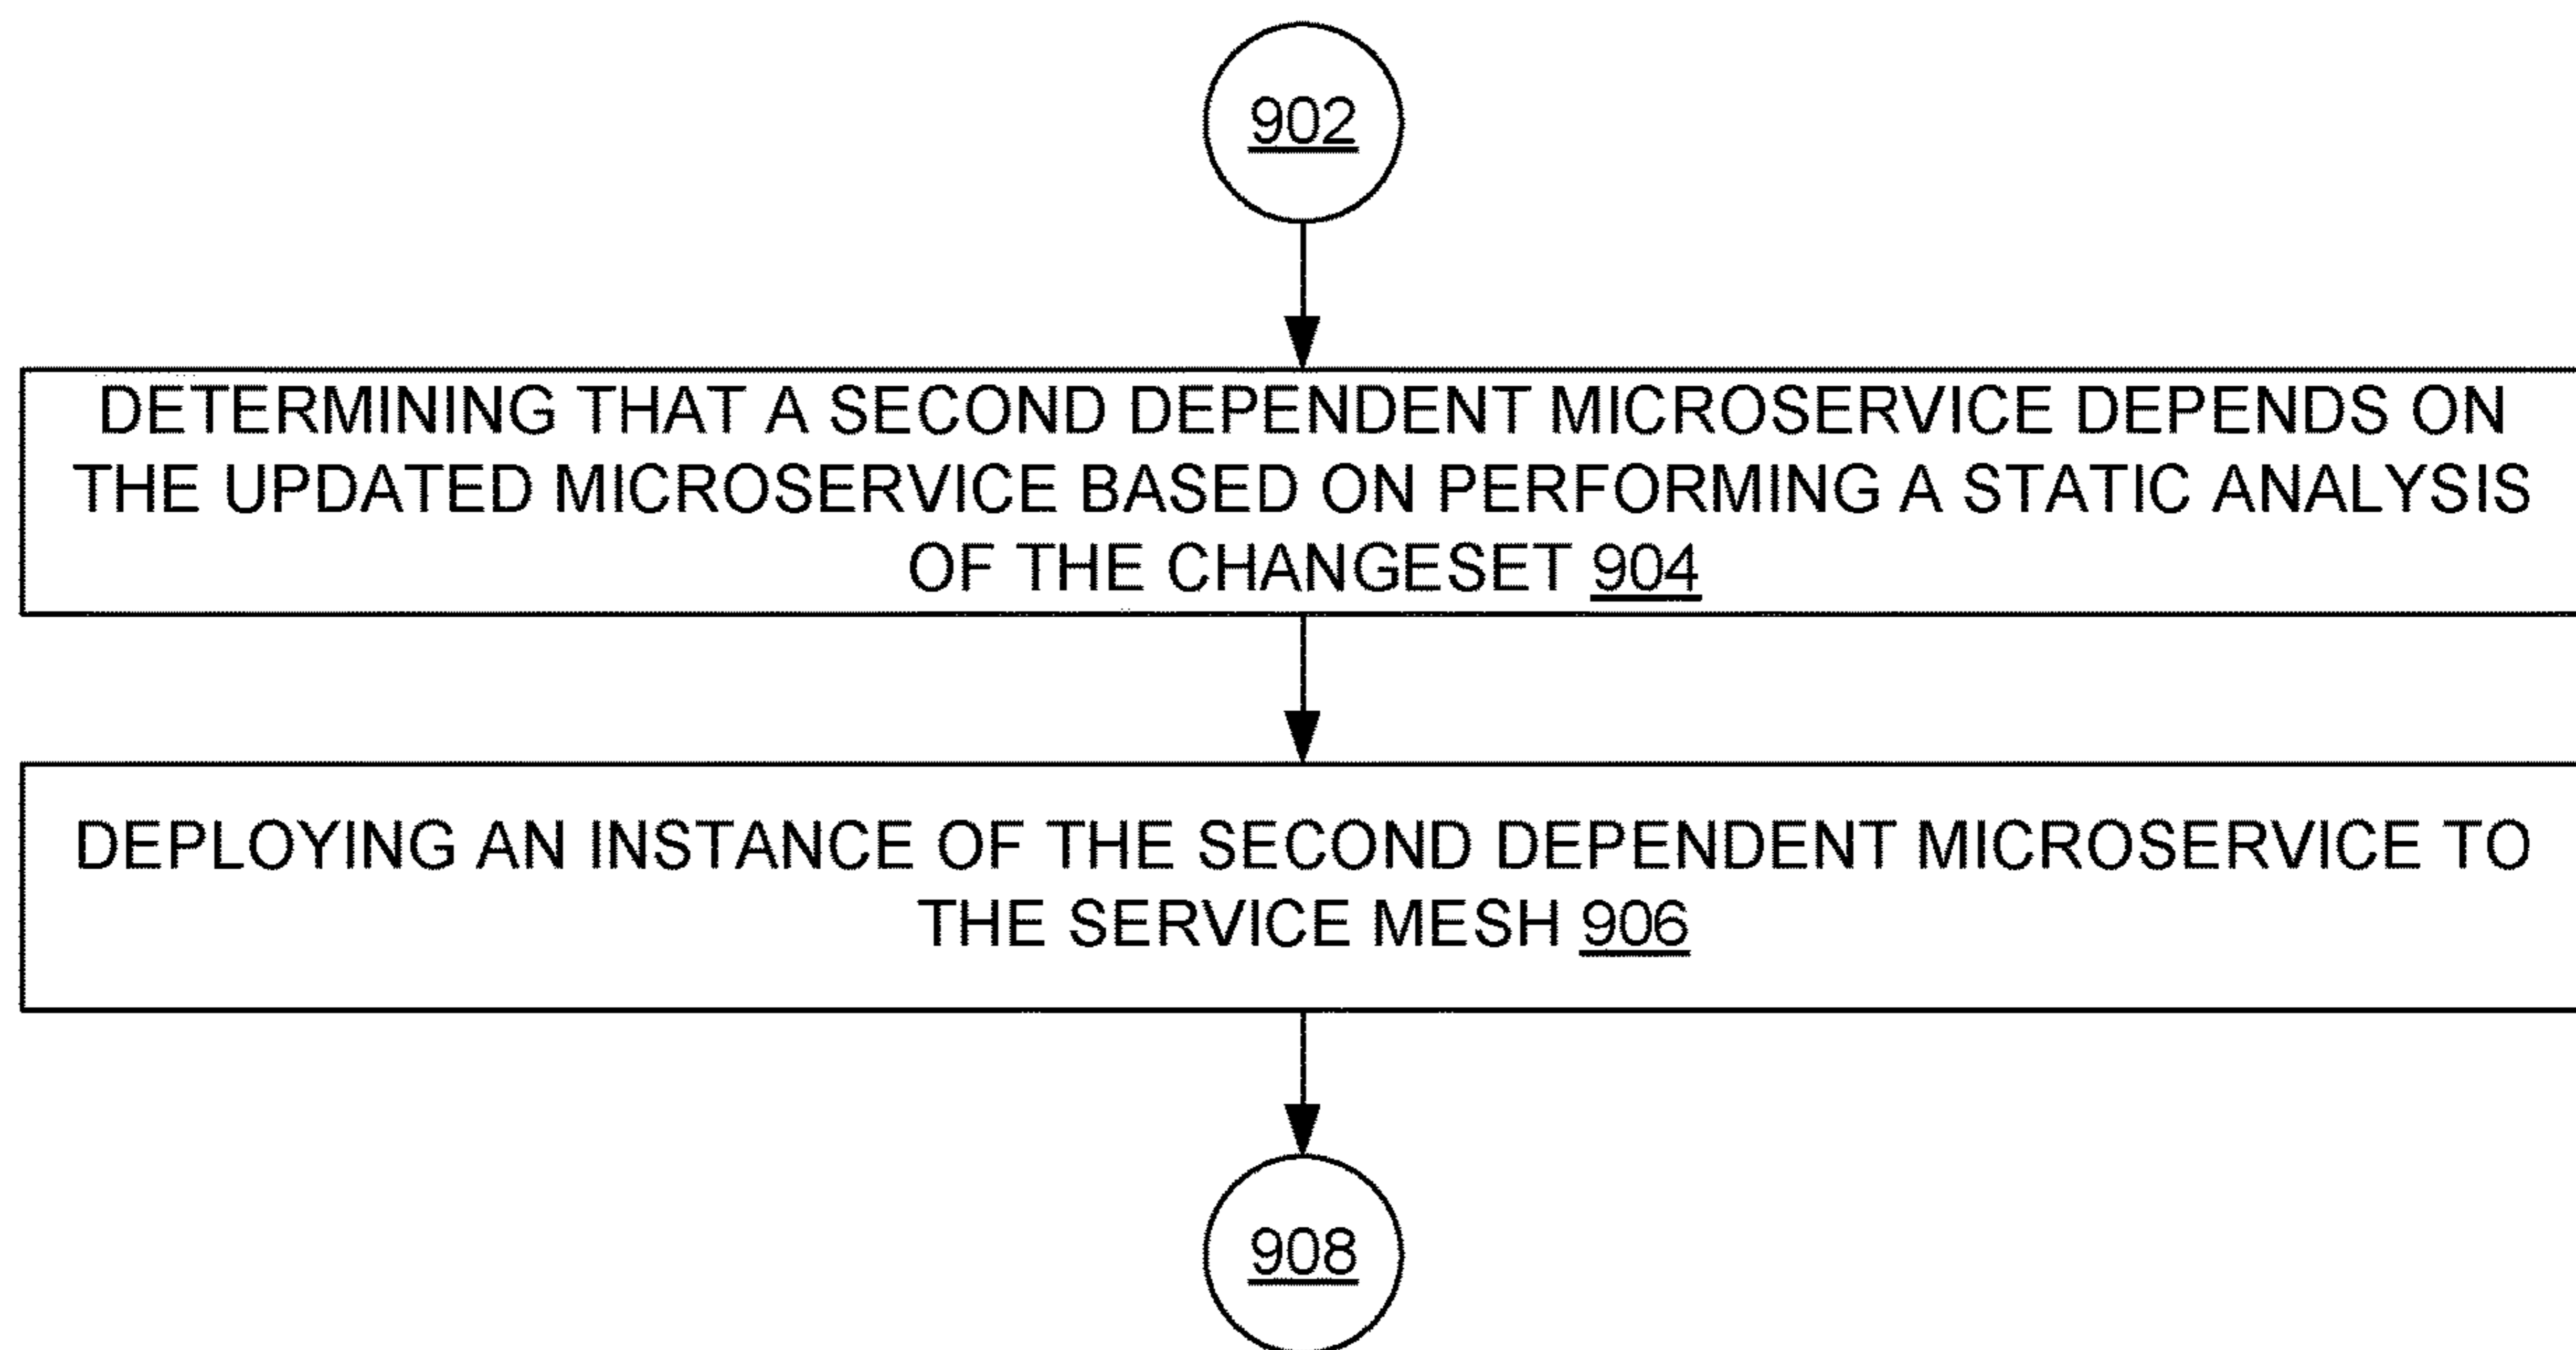 902
DETERMINING THAT A SECOND DEPENDENT MICROSERVICE DEPENDS ON
THE UPDATED MICROSERVICE BASED ON PERFORMING A STATIC ANALYSIS
OF THE CHANGESET 904
DEPLOYING AN INSTANCE OF THE SECOND DEPENDENT MICROSERVICE TO
THE SERVICE MESH 906
908